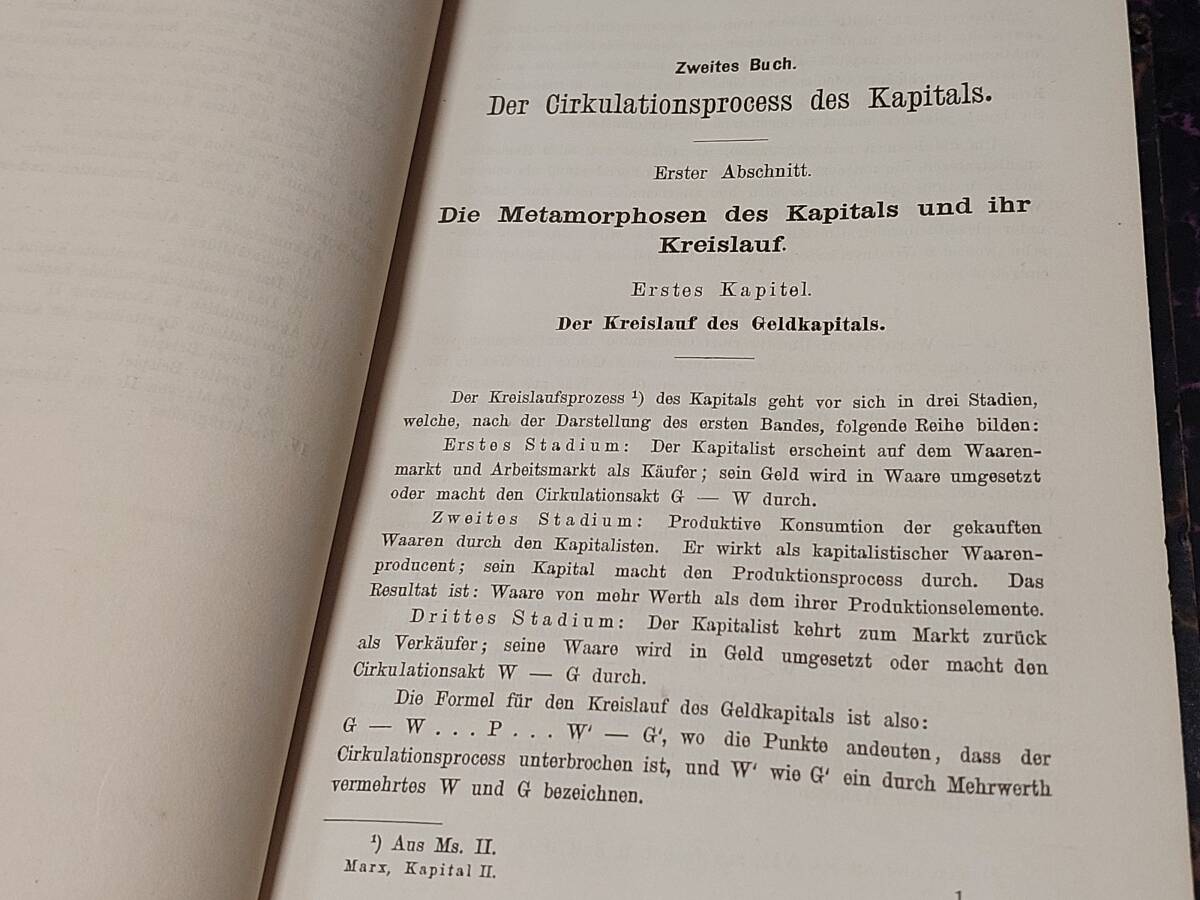 Zweites Buch.
Der Cirkulationsprocess des Kapitals.
Erster Abschnitt.
Die Metamorphosen des Kapitals und ihr
Kreislauf.
Erstes Kapitel.
Der Kreislauf des Geldkapitals.
Der Kreislaufsprozess ¹) des Kapitals geht vor sich in drei Stadien,
welche, nach der Darstellung des ersten Bandes, folgende Reihe bilden:
Erstes Stadium: Der Kapitalist erscheint auf dem Waaren-
markt und Arbeitsmarkt als Käufer; sein Geld wird in Waare umgesetzt
oder macht den Cirkulationsakt G — W durch.
Zweites Stadium: Produktive Konsumtion der gekauften
Waaren durch den Kapitalisten. Er wirkt als kapitalistischer Waaren-
producent; sein Kapital macht den Produktionsprocess durch. Das
Resultat ist: Waare von mehr Werth als dem ihrer Produktionselemente.
Drittes Stadium: Der Kapitalist kehrt zum Markt zurück
als Verkäufer; seine Waare wird in Geld umgesetzt oder macht den
Cirkulationsakt W — G durch.
Die Formel für den Kreislauf des Geldkapitals ist also:
G — W . . . P . . . W' — G', wo die Punkte andeuten, dass der
Cirkulationsprocess unterbrochen ist, und W' wie G' ein durch Mehrwerth
vermehrtes W und G bezeichnen.
¹) Aus Ms. II.
Marx, Kapital II.
1